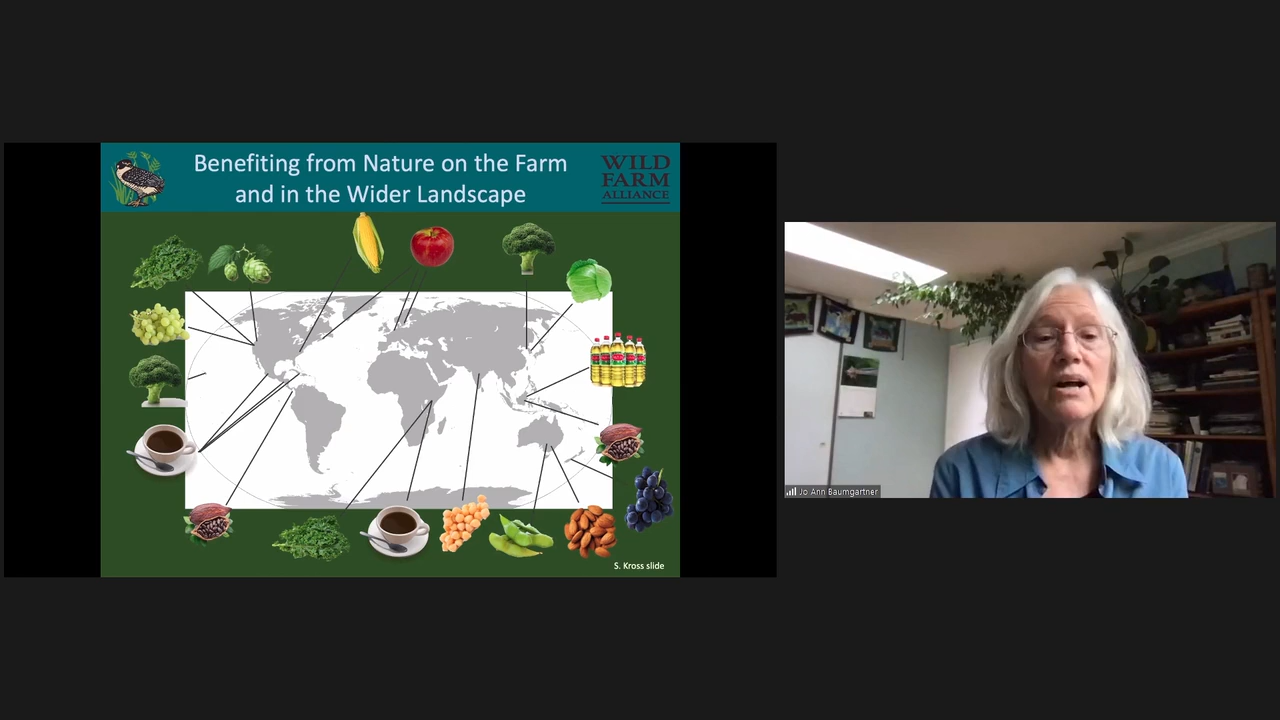 Benefiting from Nature on the Farm
and in the Wider Landscape
WILD
FARM
ALLIANCE
S. Kross slide
Jo Ann Baumgartner